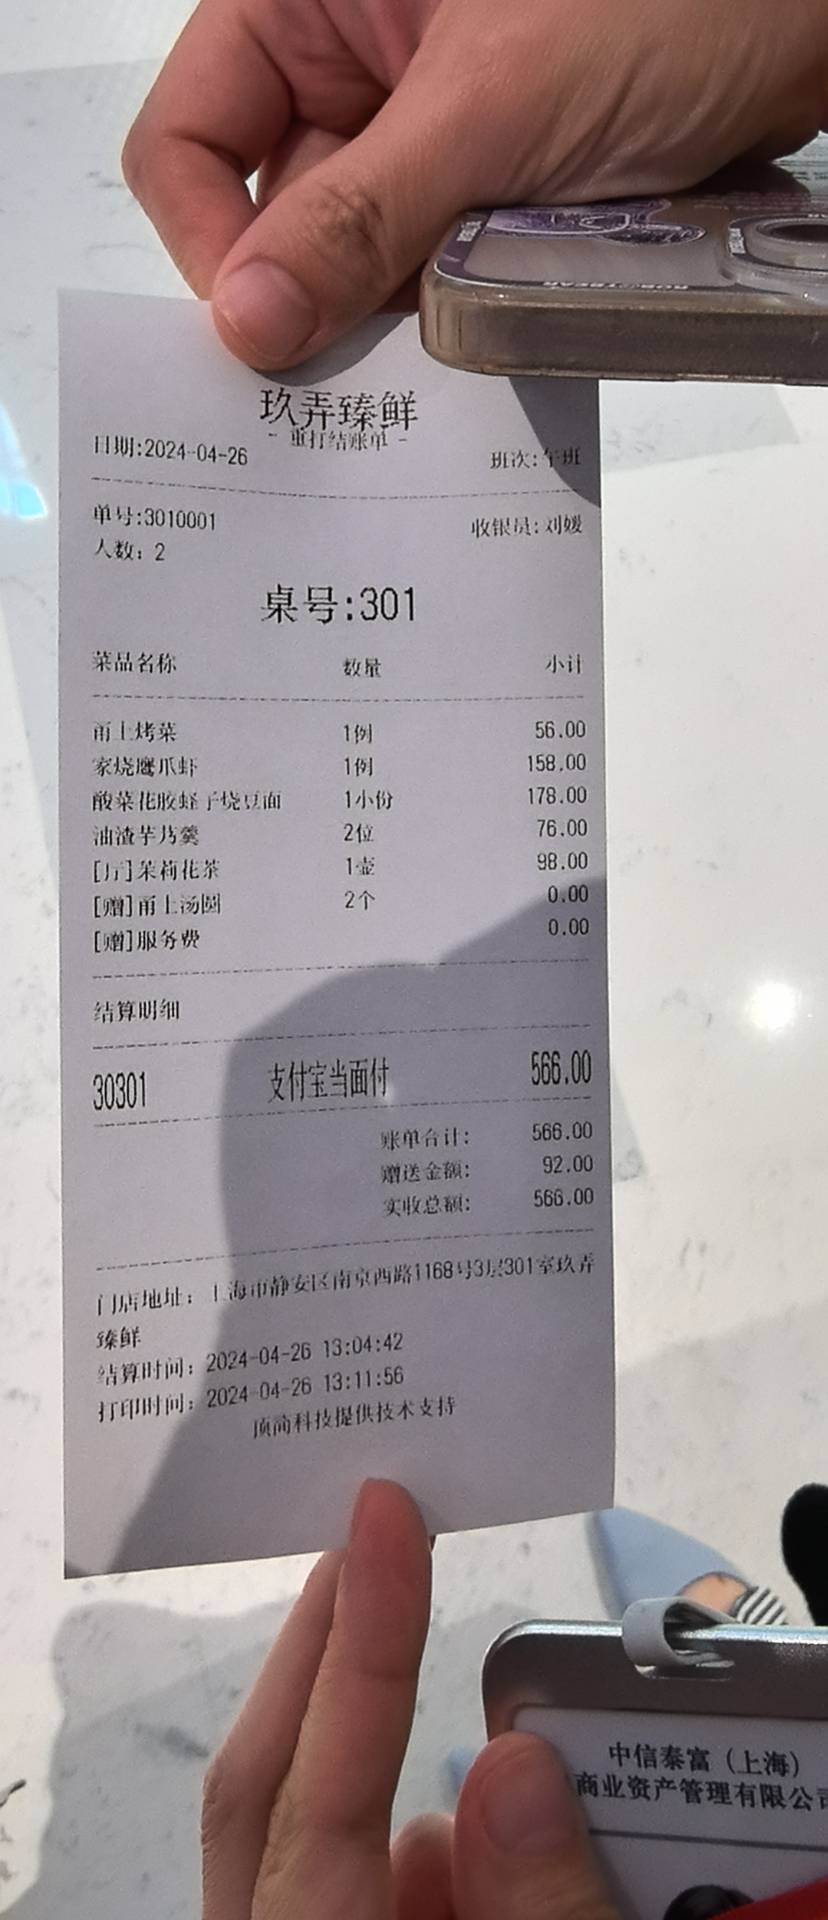 玖弄臻鲜
- 重打结账单 -
日期:2024-04-26 班次:午班
单号:3010001 收银员:刘媛
人数: 2
桌号:301
菜品名称 数量 小计
甬上烤菜 1例 56.00
家烧鹰爪虾 1例 158.00
酸菜花胶蛏子烧豆面 1小份 178.00
油渣芋艿羹 2位 76.00
[厅]茉莉花茶 1壶 98.00
[赠]甬上汤圆 2个 0.00
[赠]服务费 0.00
结算明细
30301 支付宝当面付 566.00
账单合计: 566.00
赠送金额: 92.00
实收总额: 566.00
门店地址: 上海市静安区南京西路1168号3层301室玖弄
臻鲜
结算时间: 2024-04-26 13:04:42
打印时间: 2024-04-26 13:11:56
顶尚科技提供技术支持
中信泰富（上海）
商业资产管理有限公司